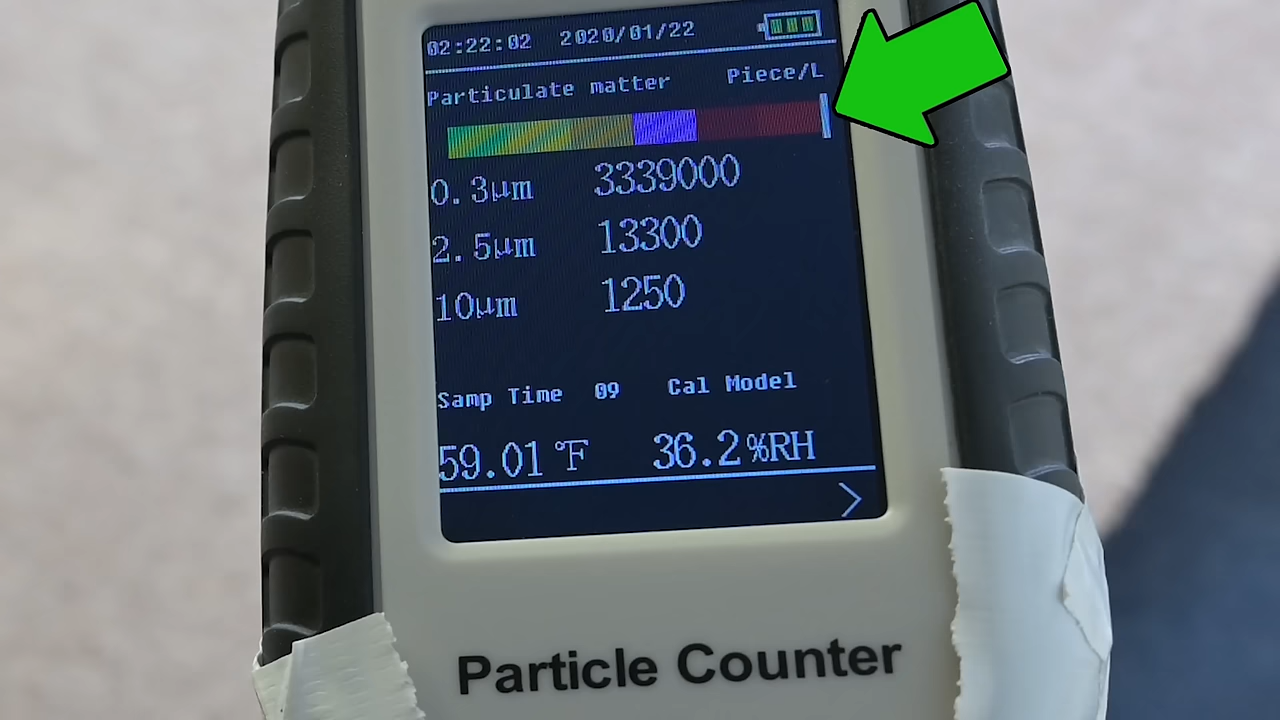 02:22:02 2020/01/22
Particulate matter Piece/L
0.3μm 3339000
2.5μm 13300
10μm 1250
Samp Time 09 Cal Model
59.01 °F 36.2%RH
>
Particle Counter